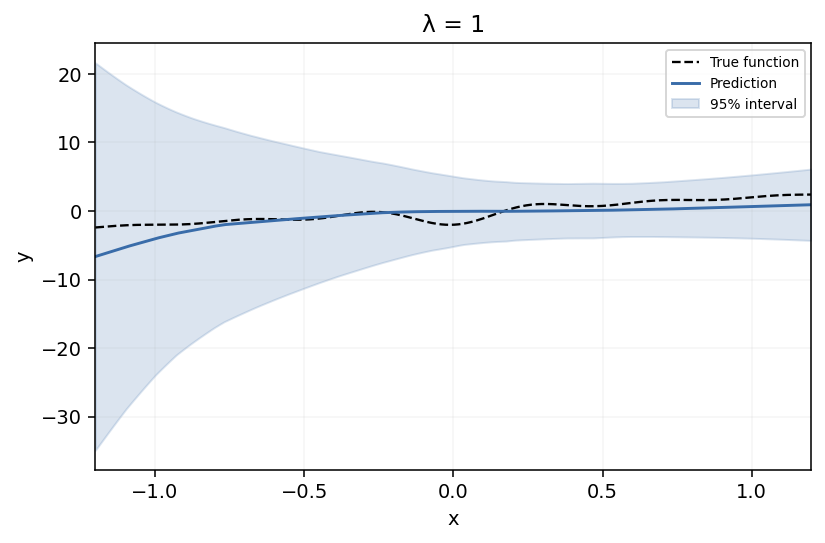 λ = 1
True function
Prediction
95% interval
20
10
0
−10
−20
−30
y
−1.0
−0.5
0.0
0.5
1.0
x